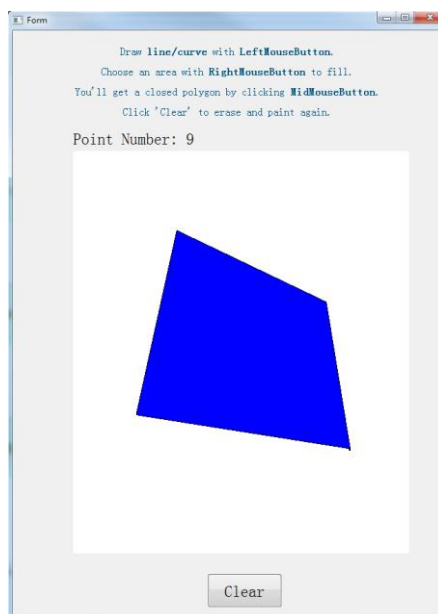 Form
Draw line/curve with LeftMouseButton.
Choose an area with RightMouseButton to fill.
You'll get a closed polygon by clicking MidMouseButton.
Click 'Clear' to erase and paint again.
Point Number: 9
Clear